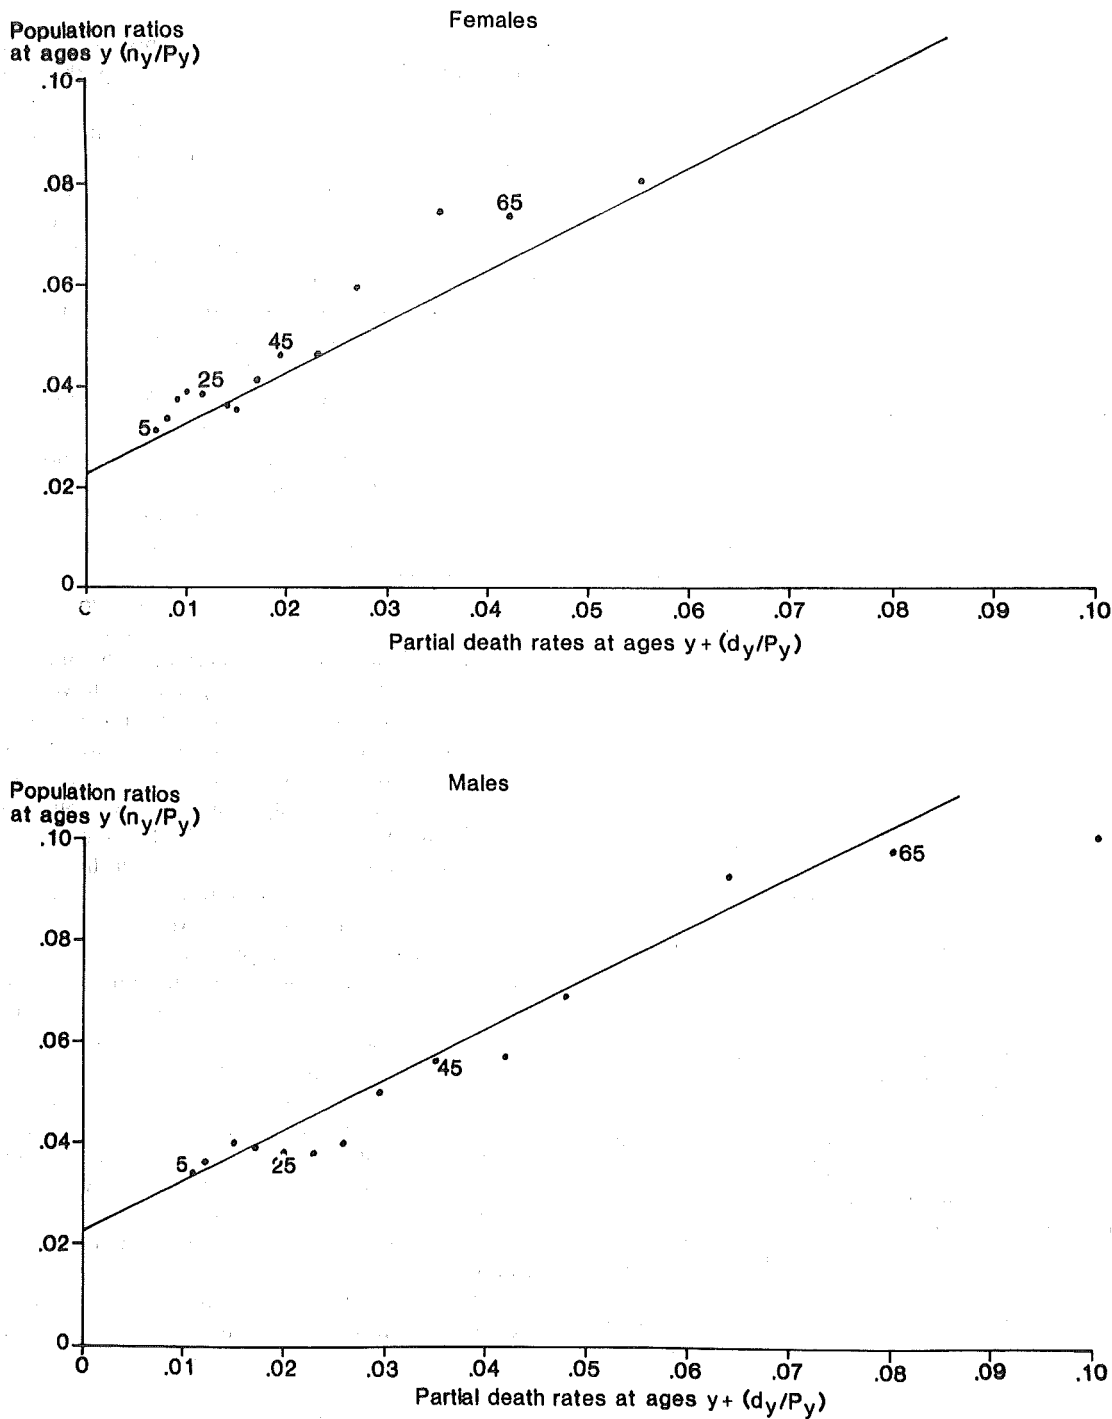 Females
Population ratios
at ages y (ny/Py)
.10
.08
65
.06
45
.04
25
5
.02
0
0 .01 .02 .03 .04 .05 .06 .07 .08 .09 .10
Partial death rates at ages y+ (dy/Py)
Males
Population ratios
at ages y (ny/Py)
.10
65
.08
.06
45
.04
5
25
.02
0
0 .01 .02 .03 .04 .05 .06 .07 .08 .09 .10
Partial death rates at ages y+ (dy/Py)